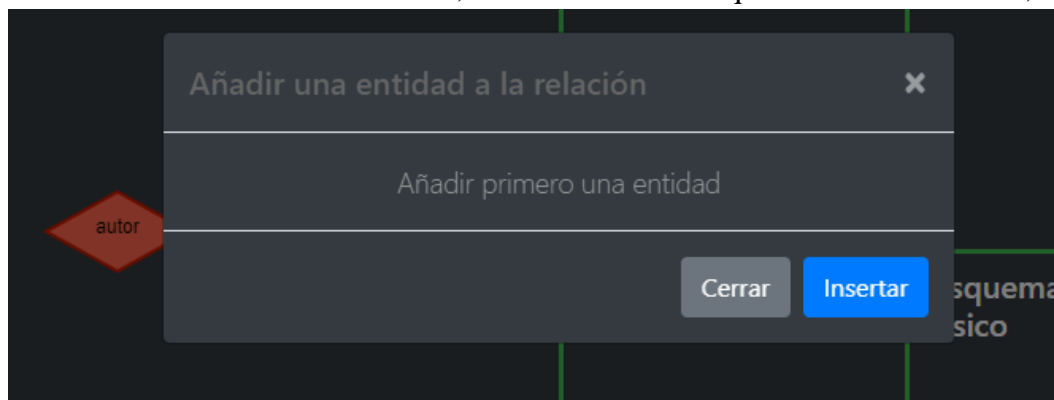 Añadir una entidad a la relación
×
Añadir primero una entidad
autor
Cerrar
Insertar
squema
sico